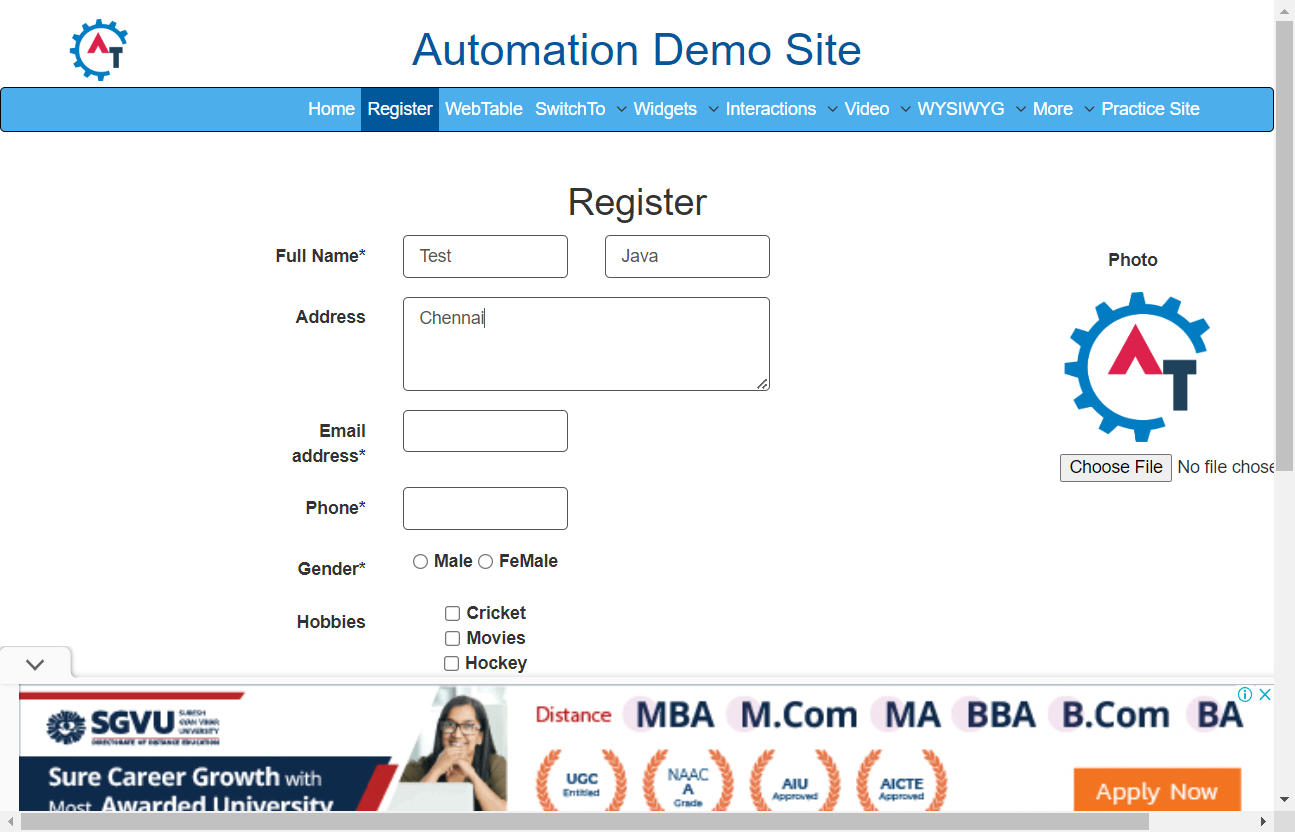 AT
Automation Demo Site
Home Register WebTable SwitchTo Widgets Interactions Video WYSIWYG More Practice Site
Register
Full Name* Test Java
Photo
Address Chennai
AT
Email
address*
Choose File No file chose
Phone*
Gender* Male FeMale
Hobbies Cricket
Movies
Hockey
SGVU SURESH GYAN VIHAR UNIVERSITY
DIRECTORATE OF DISTANCE EDUCATION
Distance MBA M.Com MA BBA B.Com BA
Sure Career Growth with
Most Awarded University
UGC Entitled
NAAC A Grade
AIU Approved
AICTE Approved
Apply Now